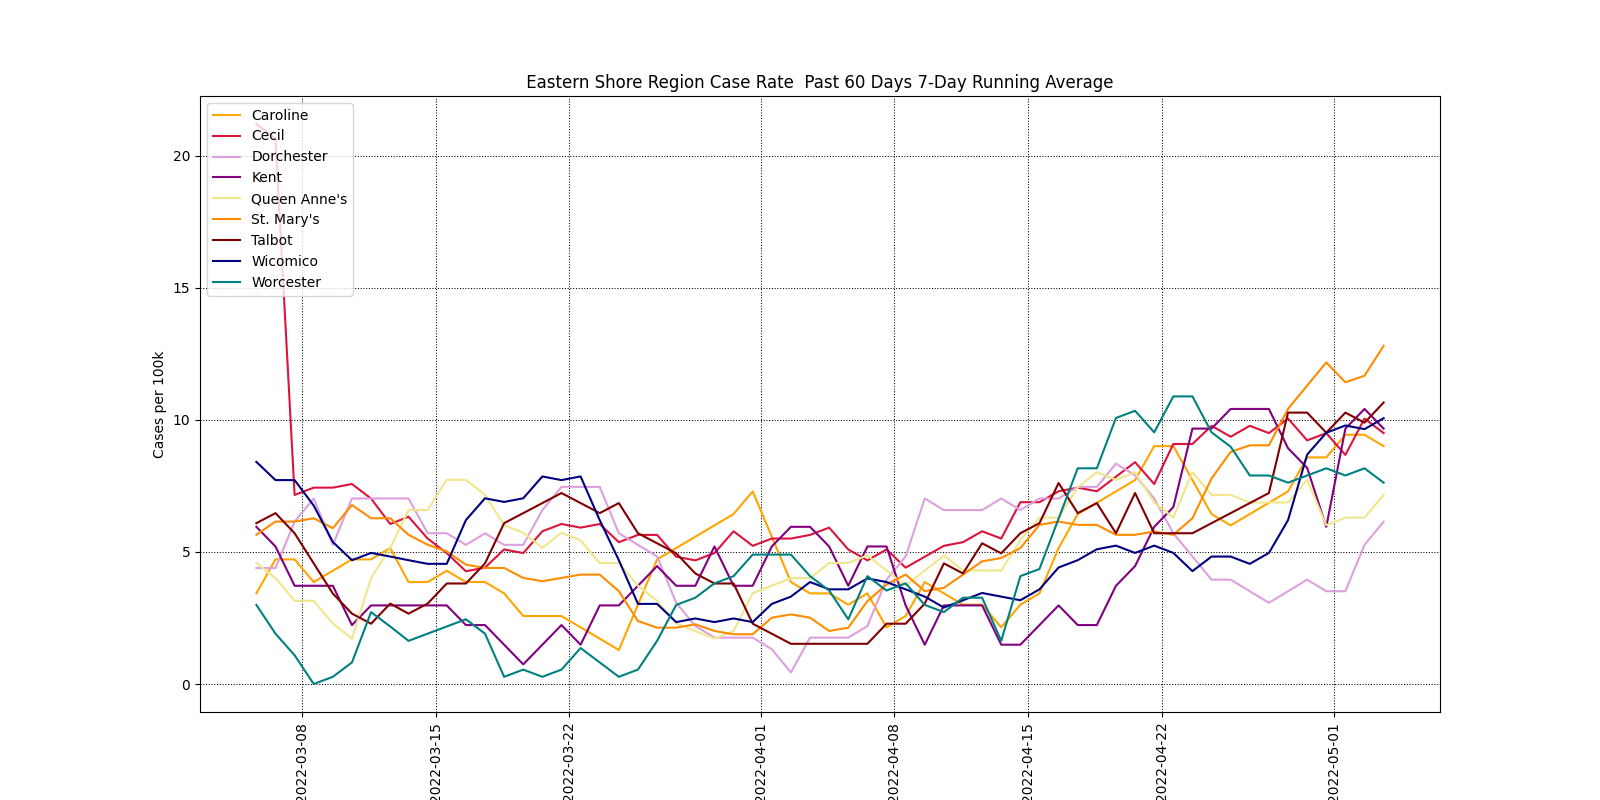 Eastern Shore Region Case Rate  Past 60 Days 7-Day Running Average
Caroline
Cecil
Dorchester
Kent
Queen Anne's
St. Mary's
Talbot
Wicomico
Worcester
Cases per 100k
20
15
10
5
0
2022-03-08
2022-03-15
2022-03-22
2022-04-01
2022-04-08
2022-04-15
2022-04-22
2022-05-01